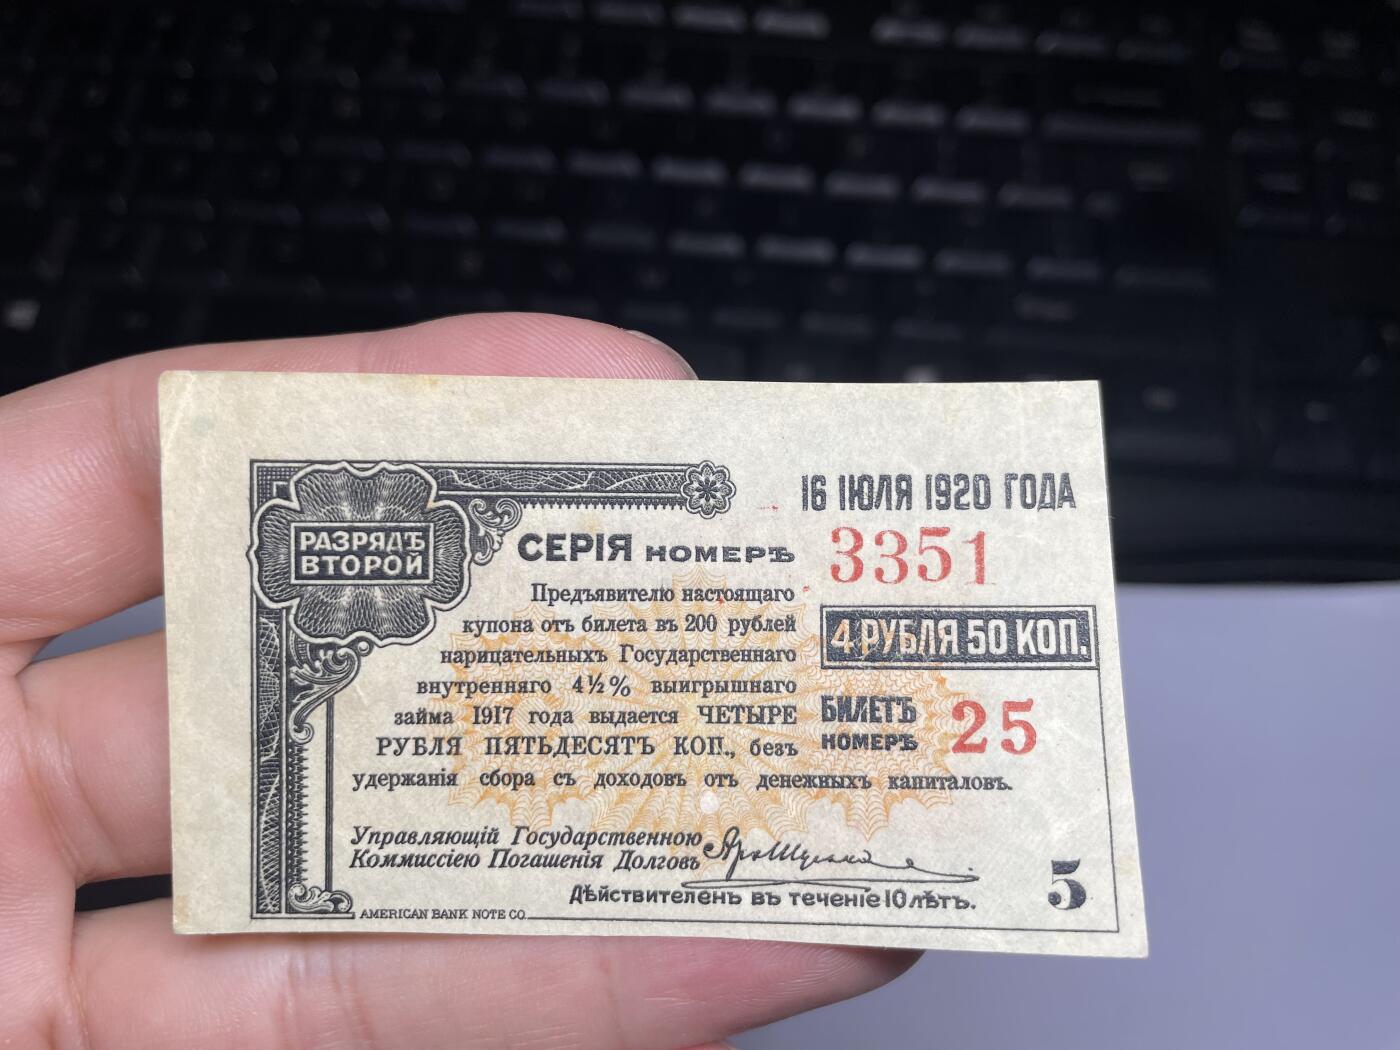 РАЗРЯДЪ
ВТОРОЙ
16 ІЮЛЯ 1920 ГОДА
СЕРІЯ НОМЕРЪ 3351
Предъявителю настоящаго
купона отъ билета въ 200 рублей
нарицательныхъ Государственнаго
внутренняго 4½% выигрышнаго
займа 1917 года выдается ЧЕТЫРЕ
РУБЛЯ ПЯТЬДЕСЯТЪ КОП., безъ
удержанія сбора съ доходовъ отъ денежныхъ капиталовъ.
4 РУБЛЯ 50 КОП.
БИЛЕТЪ
НОМЕРЪ 25
Управляющій Государственною
Коммиссіею Погашенія Долговъ
Дѣйствителенъ въ теченіе 10 лѣтъ.
5
AMERICAN BANK NOTE CO.